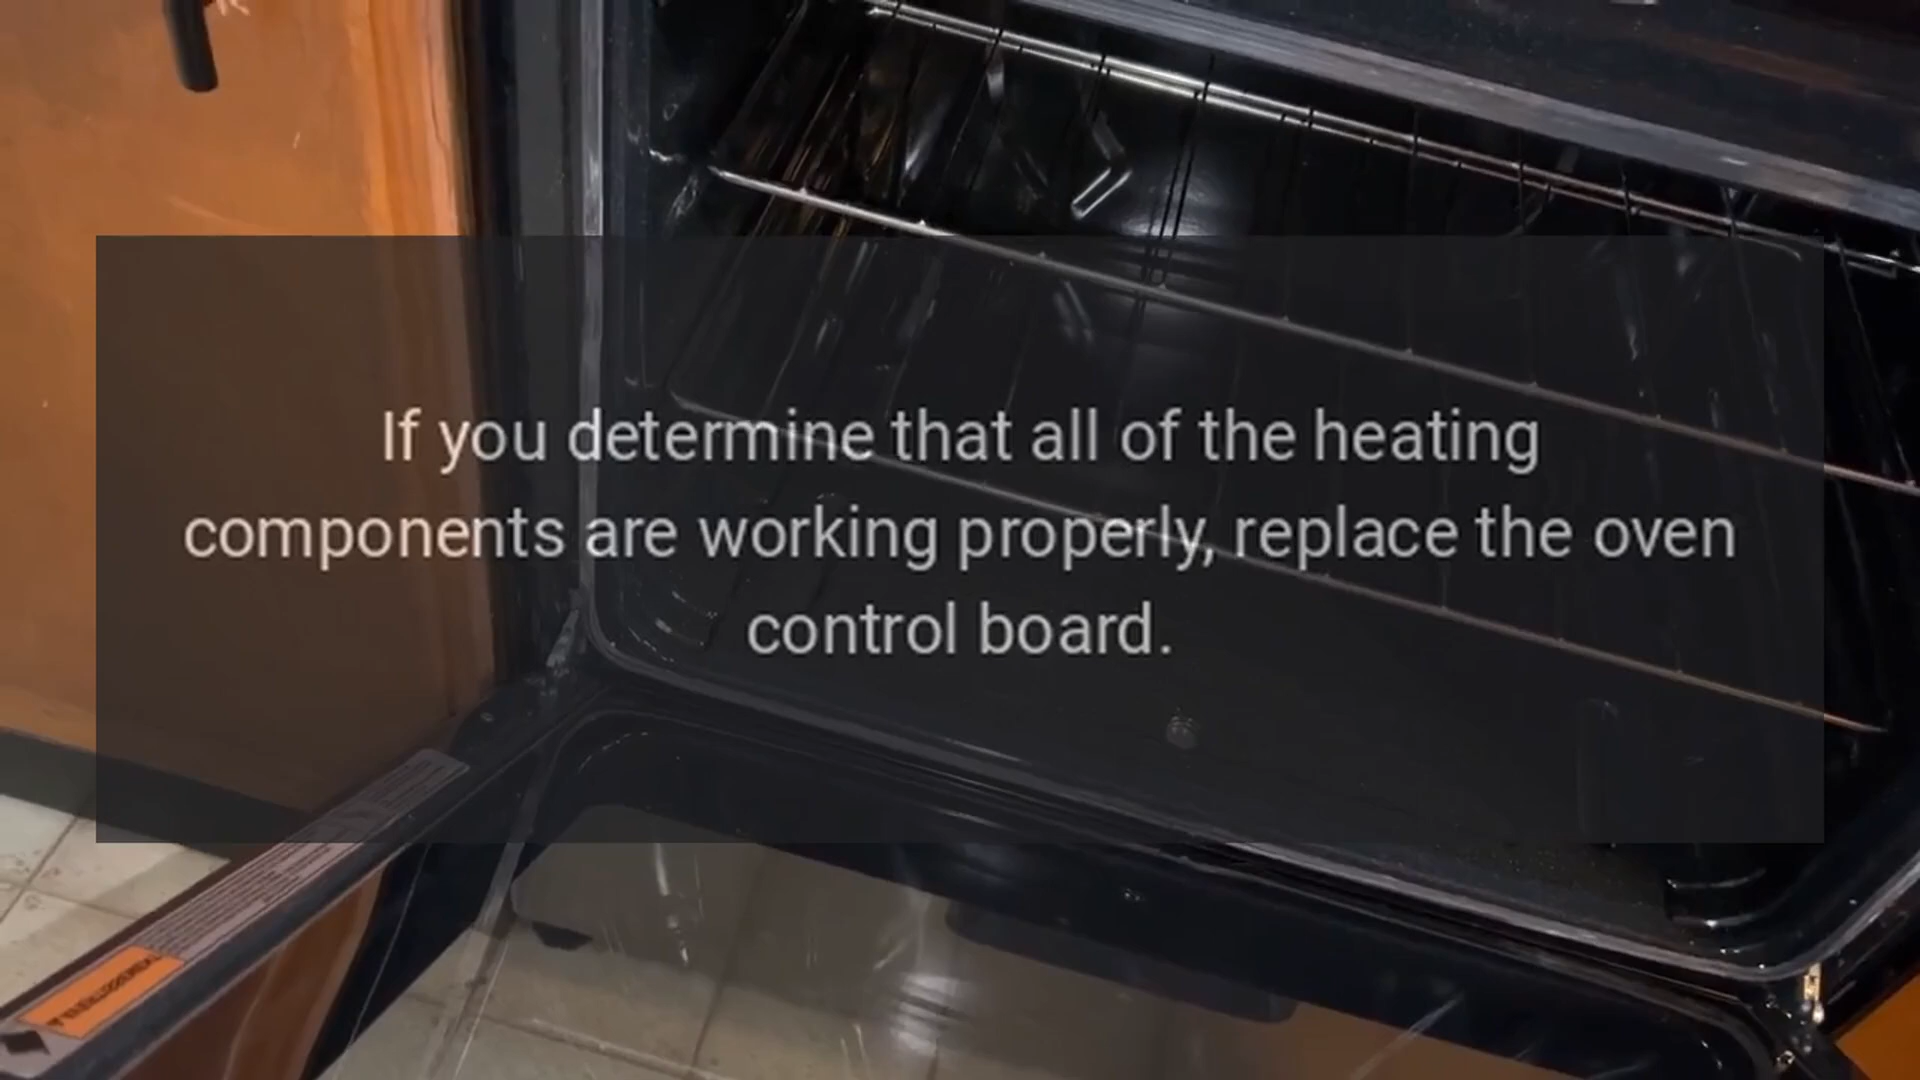 If you determine that all of the heating
components are working properly, replace the oven
control board.